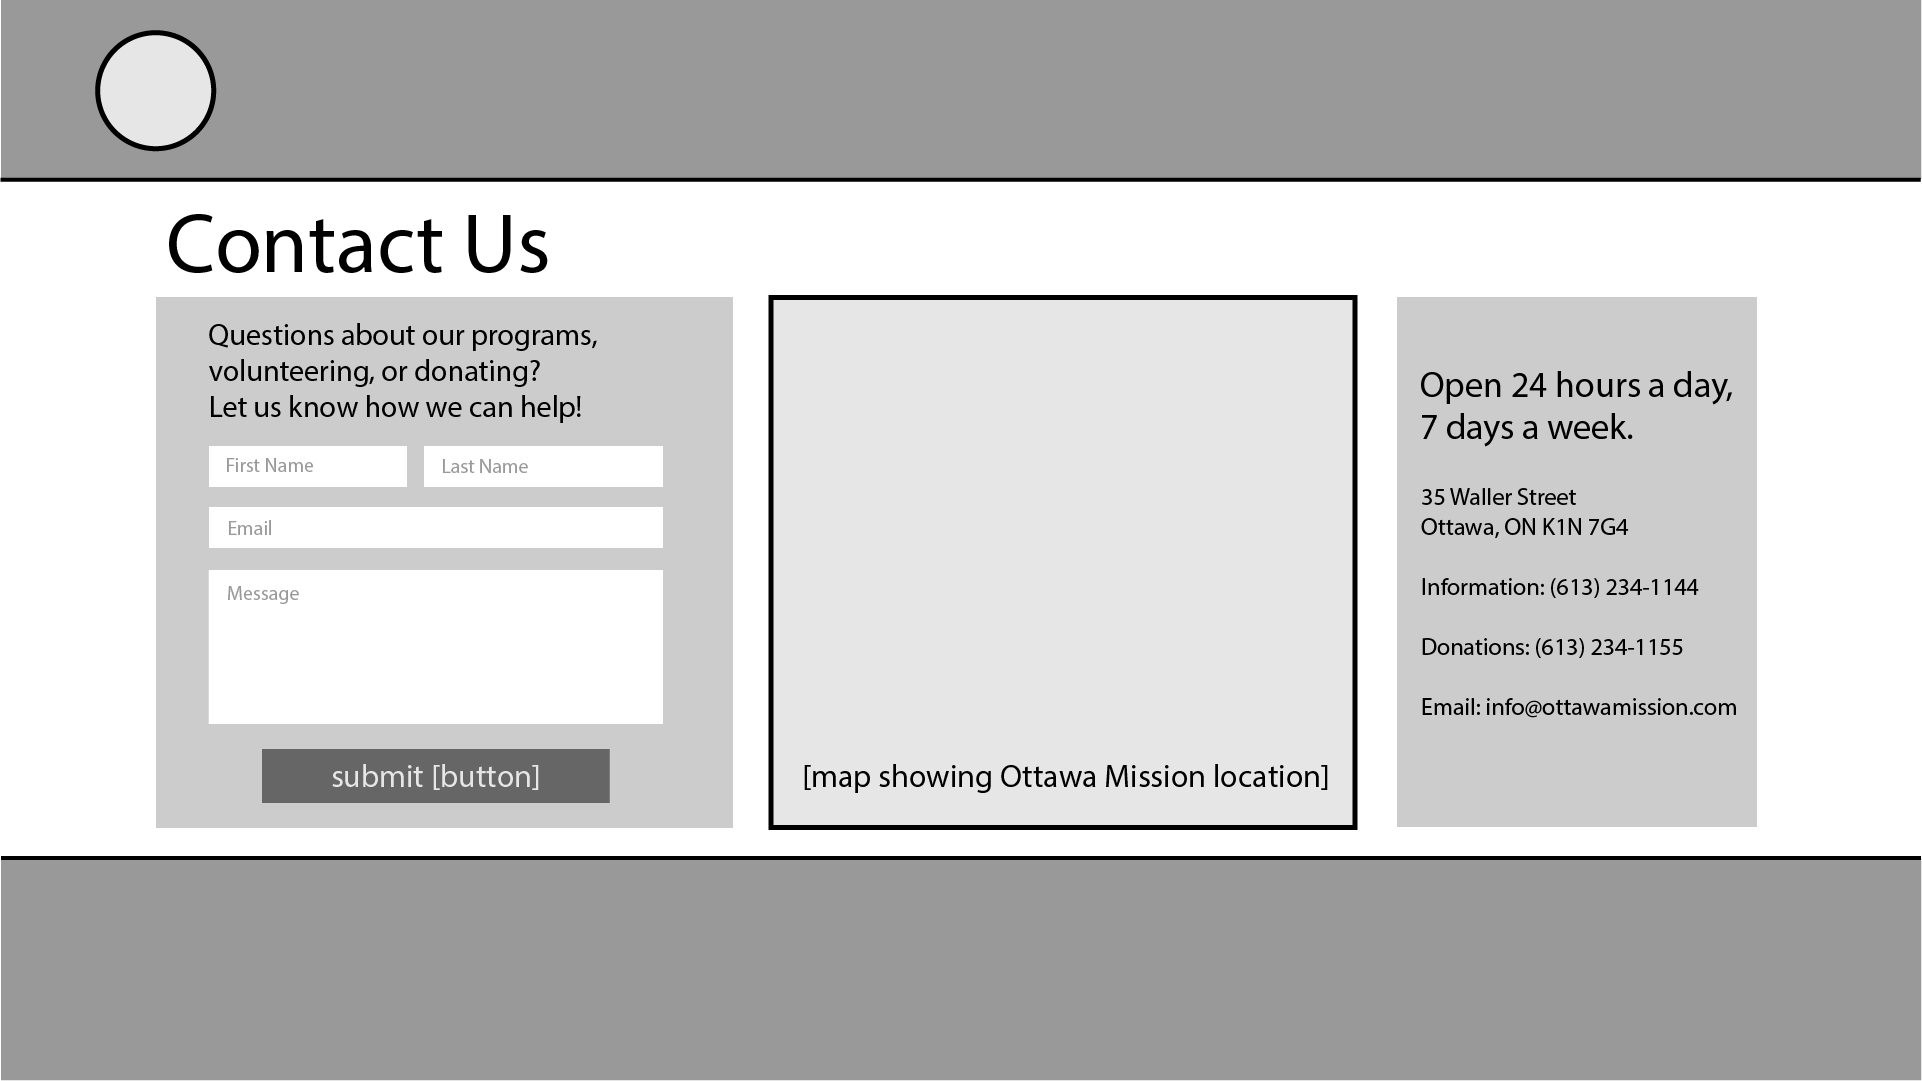 Contact Us
Questions about our programs,
volunteering, or donating?
Let us know how we can help!
First Name
Last Name
Email
Message
submit [button]
[map showing Ottawa Mission location]
Open 24 hours a day,
7 days a week.
35 Waller Street
Ottawa, ON K1N 7G4
Information: (613) 234-1144
Donations: (613) 234-1155
Email: info@ottawamission.com